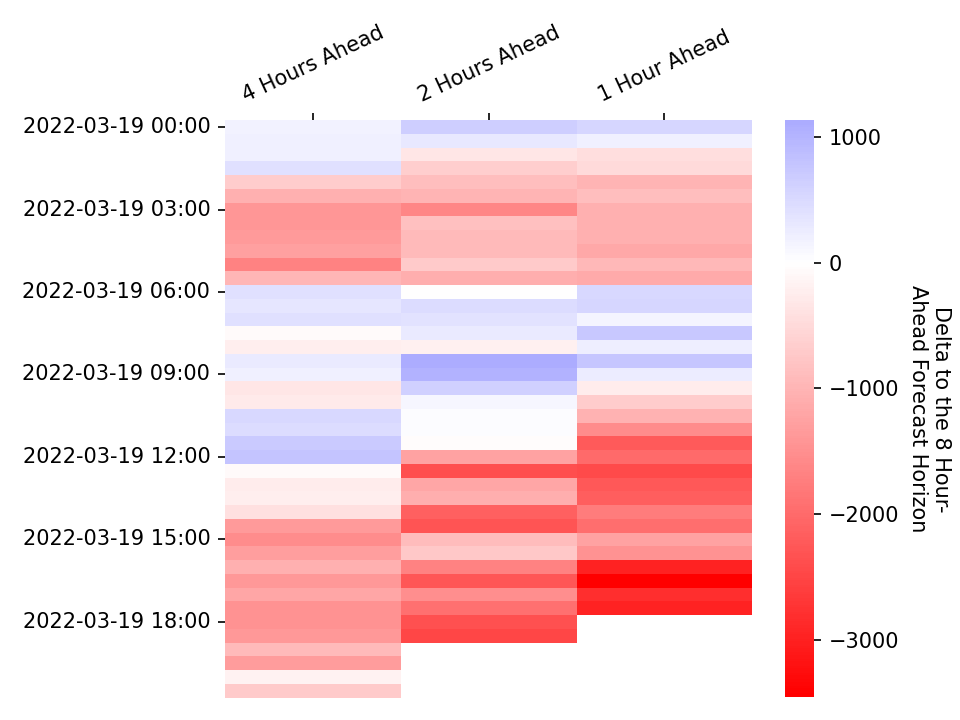 4 Hours Ahead
2 Hours Ahead
1 Hour Ahead
2022-03-19 00:00
2022-03-19 03:00
2022-03-19 06:00
2022-03-19 09:00
2022-03-19 12:00
2022-03-19 15:00
2022-03-19 18:00
1000
0
−1000
−2000
−3000
Delta to the 8 Hour-
Ahead Forecast Horizon